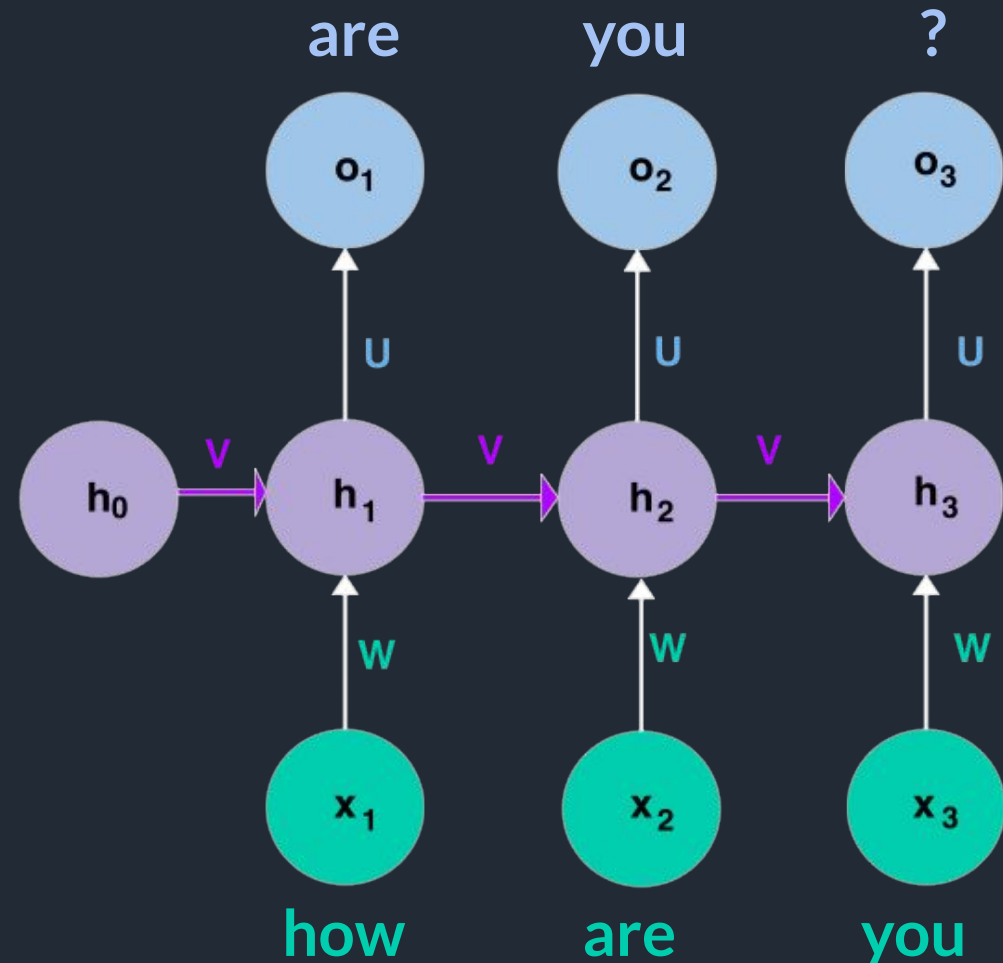 are you ?
o1 o2 o3
U U U
V V V
h0 h1 h2 h3
W W W
x1 x2 x3
how are you